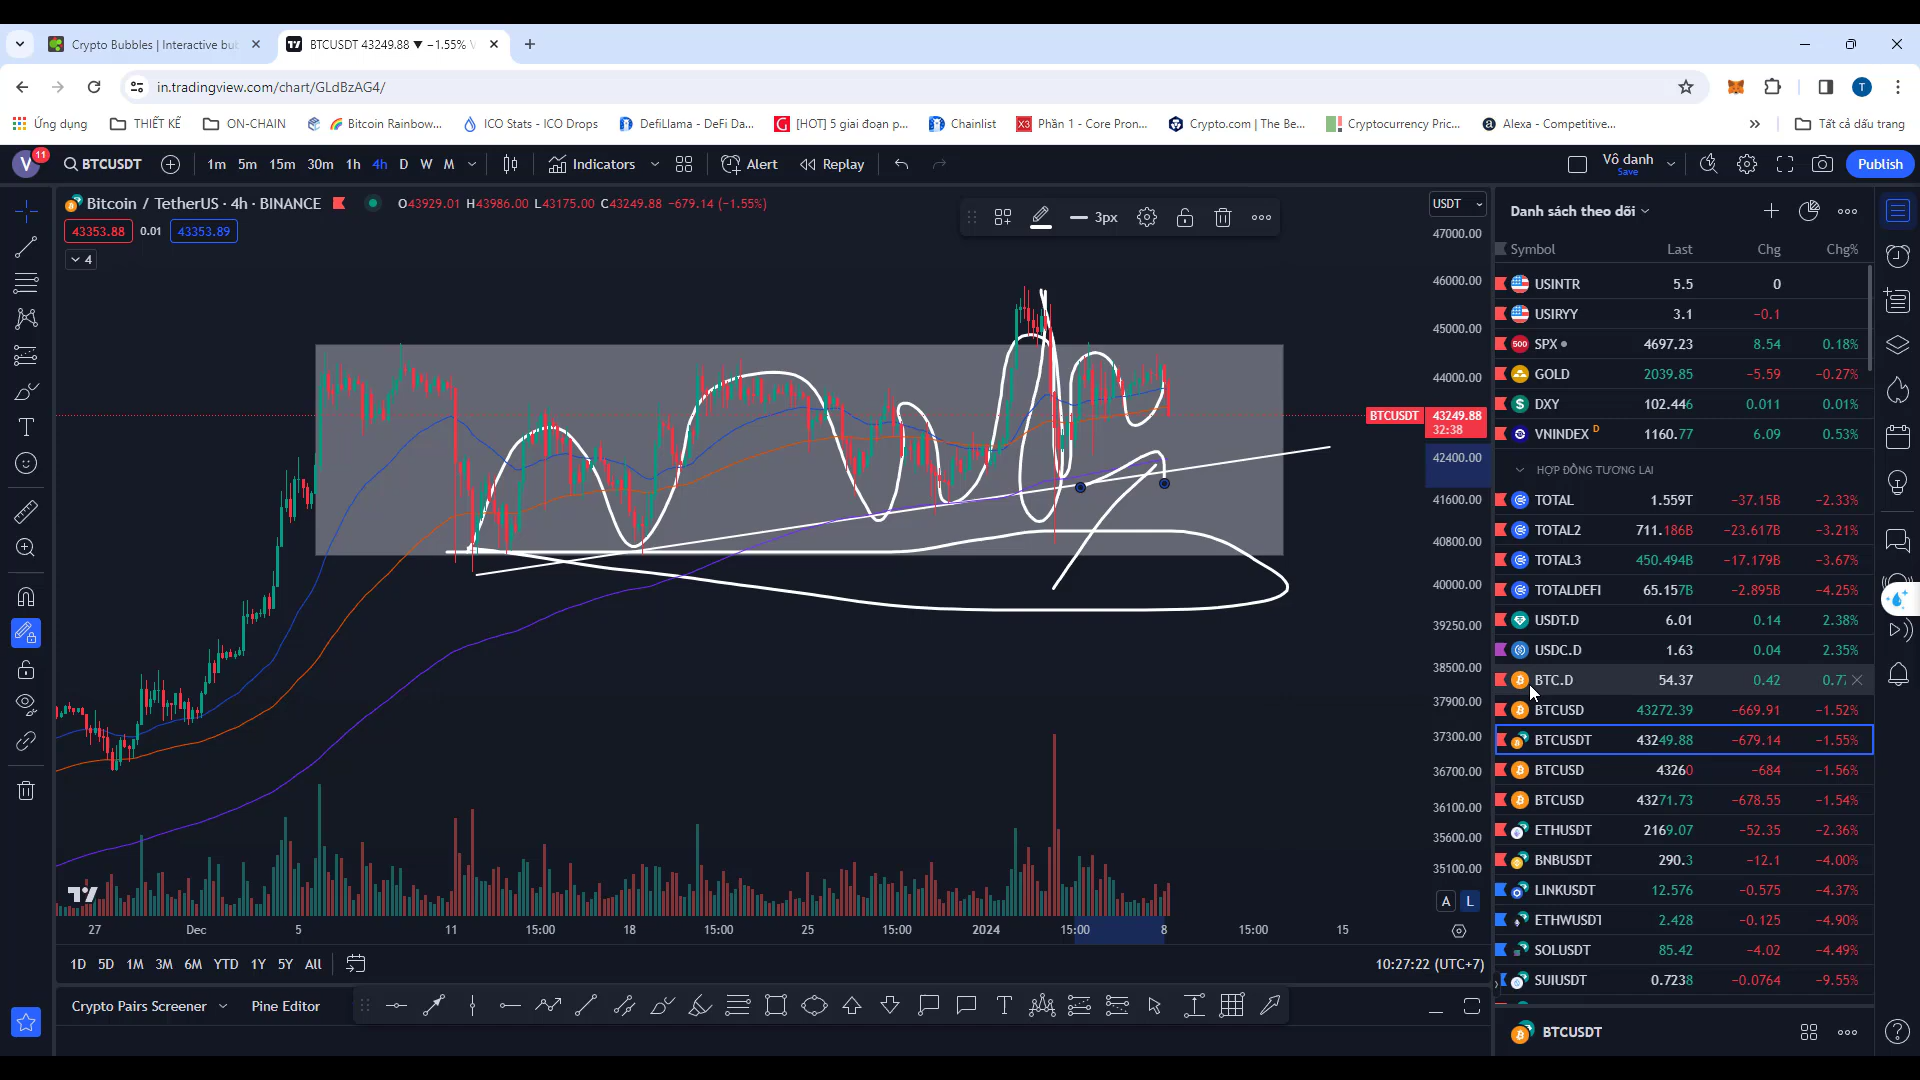 Crypto Bubbles | Interactive bu
BTCUSDT 43249.88 ▼ −1.55%
in.tradingview.com/chart/GLdBzAG4/
T
Ứng dụng
THIẾT KẾ
ON-CHAIN
Bitcoin Rainbow...
ICO Stats - ICO Drops
DefiLlama - DeFi Da...
[HOT] 5 giai đoạn p...
Chainlist
Phần 1 - Core Pron...
Crypto.com | The Be...
Cryptocurrency Pric...
Alexa - Competitive...
Tất cả dấu trang
V 11 BTCUSDT 1m 5m 15m 30m 1h 4h D W M Indicators Alert Replay
Vô danh
Save
Publish
Bitcoin / TetherUS · 4h · BINANCE O43929.01 H43986.00 L43175.00 C43249.88 −679.14 (−1.55%)
43353.88 0.01 43353.89
4
3px
USDT
47000.00
46000.00
45000.00
44000.00
BTCUSDT 43249.88
32:38
42400.00
41600.00
40800.00
40000.00
39250.00
38500.00
37900.00
37300.00
36700.00
36100.00
35600.00
35100.00
A L
27 Dec 5 11 15:00 18 15:00 25 15:00 2024 15:00 8 15:00 15
1D 5D 1M 3M 6M YTD 1Y 5Y All
10:27:22 (UTC+7)
Crypto Pairs Screener Pine Editor
Danh sách theo dõi
Symbol Last Chg Chg%
USINTR 5.5 0
USIRYY 3.1 −0.1
500 SPX 4697.23 8.54 0.18%
GOLD 2039.85 −5.59 −0.27%
DXY 102.446 0.011 0.01%
VNINDEX D 1160.77 6.09 0.53%
HỢP ĐỒNG TƯƠNG LAI
TOTAL 1.559T −37.15B −2.33%
TOTAL2 711.186B −23.617B −3.21%
TOTAL3 450.494B −17.179B −3.67%
TOTALDEFI 65.157B −2.895B −4.25%
USDT.D 6.01 0.14 2.38%
USDC.D 1.63 0.04 2.35%
BTC.D 54.37 0.42 0.77
BTCUSD 43272.39 −669.91 −1.52%
BTCUSDT 43249.88 −679.14 −1.55%
BTCUSD 43260 −684 −1.56%
BTCUSD 43271.73 −678.55 −1.54%
ETHUSDT 2169.07 −52.35 −2.36%
BNBUSDT 290.3 −12.1 −4.00%
LINKUSDT 12.576 −0.575 −4.37%
ETHWUSDT 2.428 −0.125 −4.90%
SOLUSDT 85.42 −4.02 −4.49%
SUIUSDT 0.7238 −0.0764 −9.55%
BTCUSDT